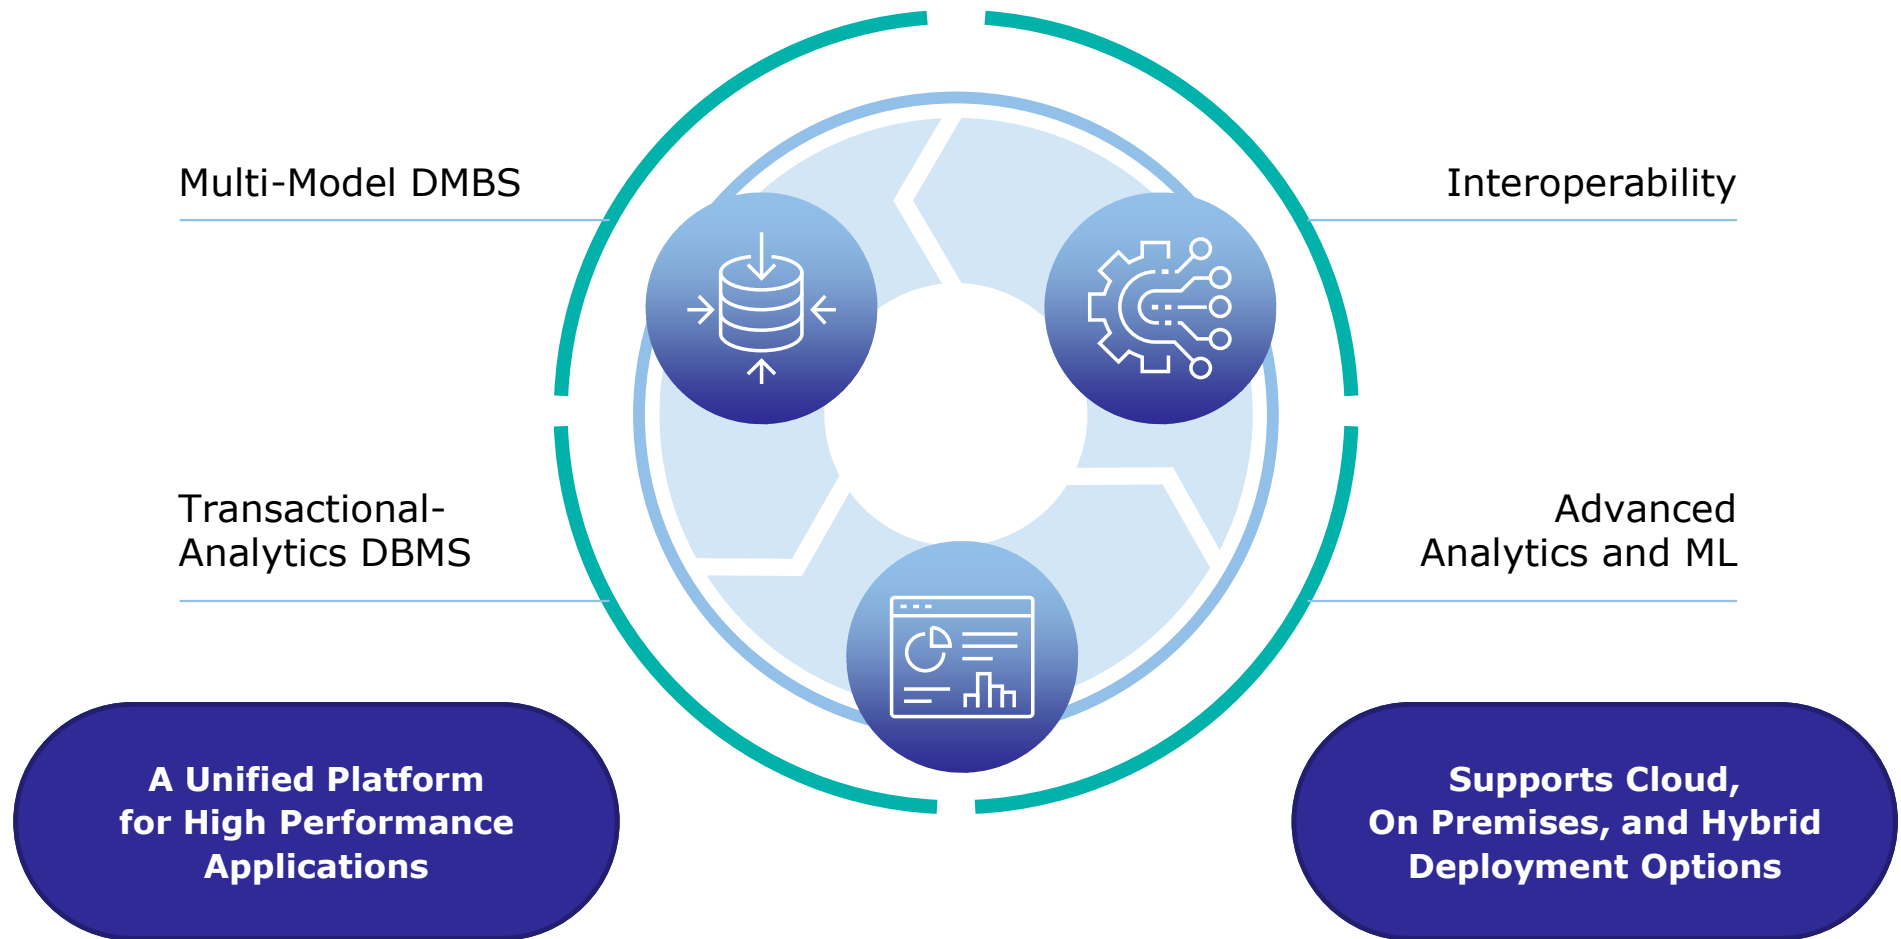 Multi-Model DMBS
Interoperability
Transactional-
Analytics DBMS
Advanced
Analytics and ML
A Unified Platform
for High Performance
Applications
Supports Cloud,
On Premises, and Hybrid
Deployment Options